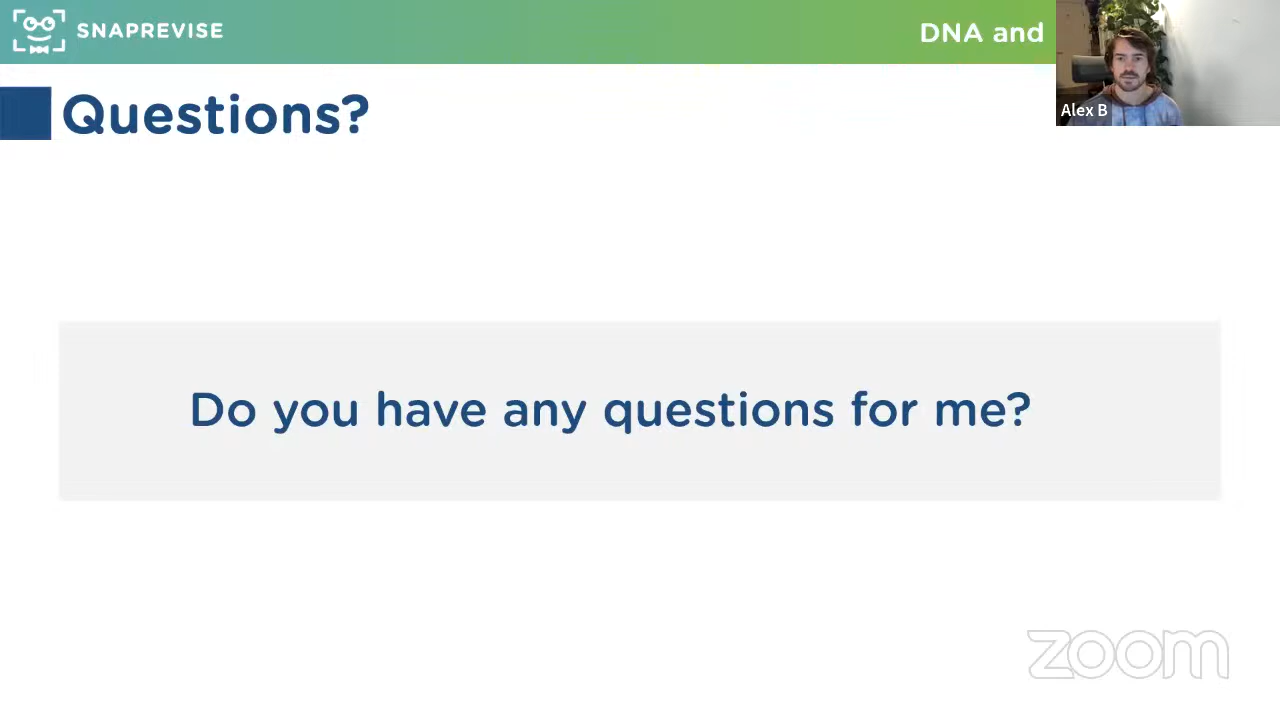 SNAPREVISE
DNA and
Alex B
Questions?
Do you have any questions for me?
zoom